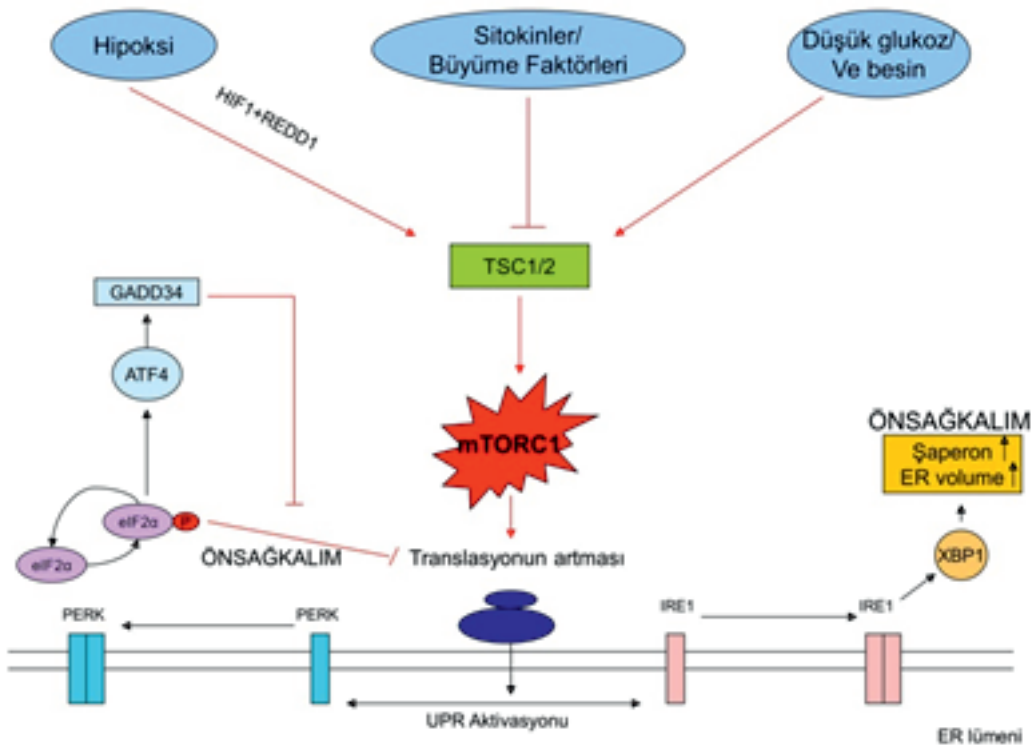 Hipoksi
Sitokinler/
Büyüme Faktörleri
Düşük glukoz/
Ve besin
HIF1+REDD1
TSC1/2
GADD34
ATF4
mTORC1
ÖNSAĞKALIM
Şaperon
ER volume
eIF2α
P
eIF2α
ÖNSAĞKALIM
Translasyonun artması
XBP1
PERK
PERK
IRE1
IRE1
UPR Aktivasyonu
ER lümeni